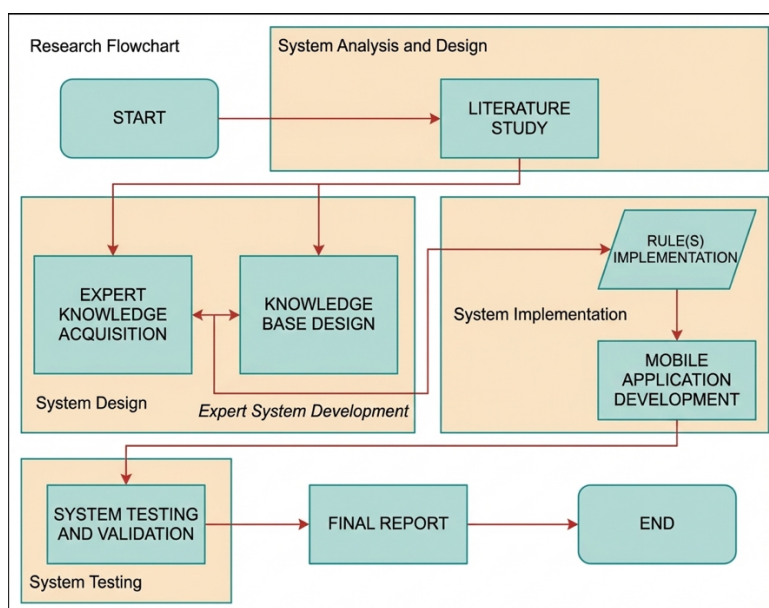 Research Flowchart
System Analysis and Design
START
LITERATURE
STUDY
EXPERT
KNOWLEDGE
ACQUISITION
KNOWLEDGE
BASE DESIGN
System Design
Expert System Development
RULE(S)
IMPLEMENTATION
System Implementation
MOBILE
APPLICATION
DEVELOPMENT
SYSTEM TESTING
AND VALIDATION
System Testing
FINAL REPORT
END